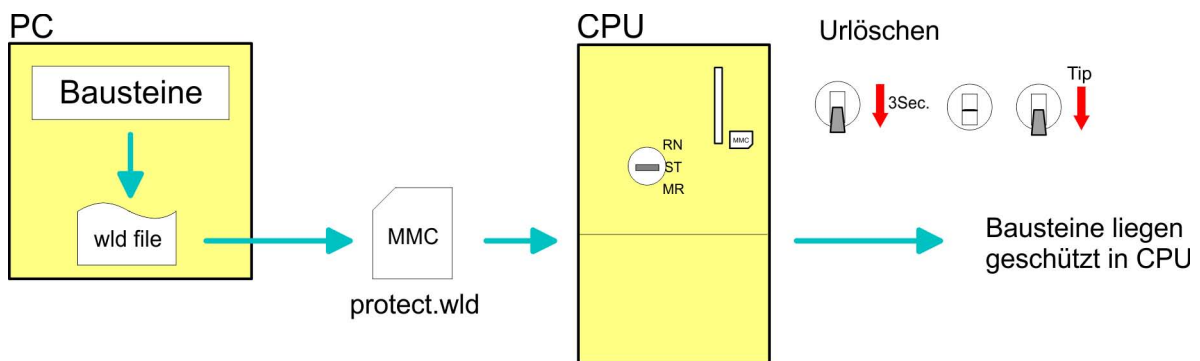 PC
Bausteine
wld file
MMC
protect.wld
CPU
MMC
RN
ST
MR
Urlöschen
3Sec.
Tip
Bausteine liegen
geschützt in CPU